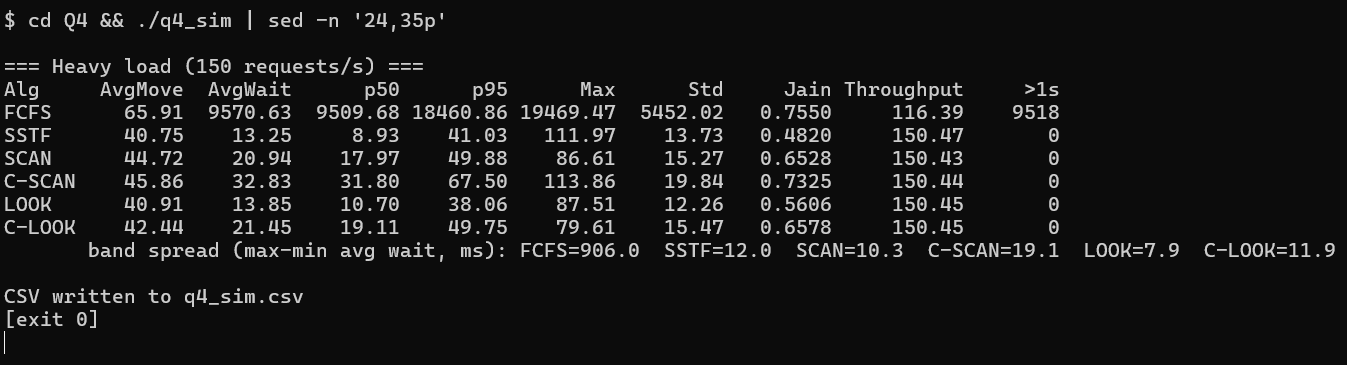 $ cd Q4 && ./q4_sim | sed -n '24,35p'

=== Heavy load (150 requests/s) ===
Alg     AvgMove  AvgWait      p50      p95      Max      Std     Jain Throughput    >1s
FCFS      65.91  9570.63  9509.68 18460.86 19469.47  5452.02   0.7550     116.39   9518
SSTF      40.75    13.25     8.93    41.03   111.97    13.73   0.4820     150.47      0
SCAN      44.72    20.94    17.97    49.88    86.61    15.27   0.6528     150.43      0
C-SCAN    45.86    32.83    31.80    67.50   113.86    19.84   0.7325     150.44      0
LOOK      40.91    13.85    10.70    38.06    87.51    12.26   0.5606     150.45      0
C-LOOK    42.44    21.45    19.11    49.75    79.61    15.47   0.6578     150.45      0
       band spread (max-min avg wait, ms): FCFS=906.0  SSTF=12.0  SCAN=10.3  C-SCAN=19.1  LOOK=7.9  C-LOOK=11.9

CSV written to q4_sim.csv
[exit 0]